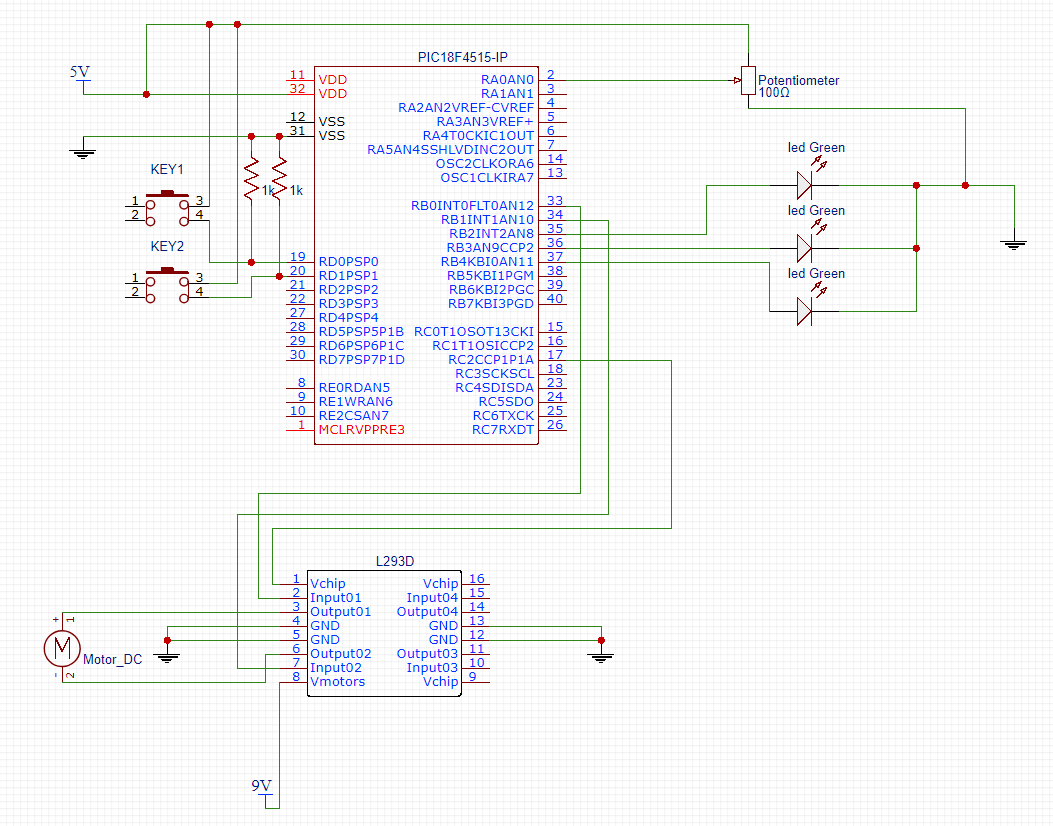 5V
PIC18F4515-IP
11 VDD
32 VDD
12 VSS
31 VSS
19 RD0PSP0
20 RD1PSP1
21 RD2PSP2
22 RD3PSP3
27 RD4PSP4
28 RD5PSP5P1B
29 RD6PSP6P1C
30 RD7PSP7P1D
8 RE0RDAN5
9 RE1WRAN6
10 RE2CSAN7
1 MCLRVPPRE3
RA0AN0 2
RA1AN1 3
RA2AN2VREF-CVREF 4
RA3AN3VREF+ 5
RA4T0CKIC1OUT 6
RA5AN4SSHLVDINC2OUT 7
OSC2CLKORA6 14
OSC1CLKIRA7 13
RB0INT0FLT0AN12 33
RB1INT1AN10 34
RB2INT2AN8 35
RB3AN9CCP2 36
RB4KBI0AN11 37
RB5KBI1PGM 38
RB6KBI2PGC 39
RB7KBI3PGD 40
RC0T1OSOT13CKI 15
RC1T1OSICCP2 16
RC2CCP1P1A 17
RC3SCKSCL 18
RC4SDISDA 23
RC5SDO 24
RC6TXCK 25
RC7RXDT 26
KEY1
1 3
2 4
KEY2
1 3
2 4
1k
1k
Potentiometer
100Ω
led Green
led Green
led Green
L293D
1 Vchip
2 Input01
3 Output01
4 GND
5 GND
6 Output02
7 Input02
8 Vmotors
Vchip 16
Input04 15
Output04 14
GND 13
GND 12
Output03 11
Input03 10
Vchip 9
+ 1
M
Motor_DC
- 2
9V